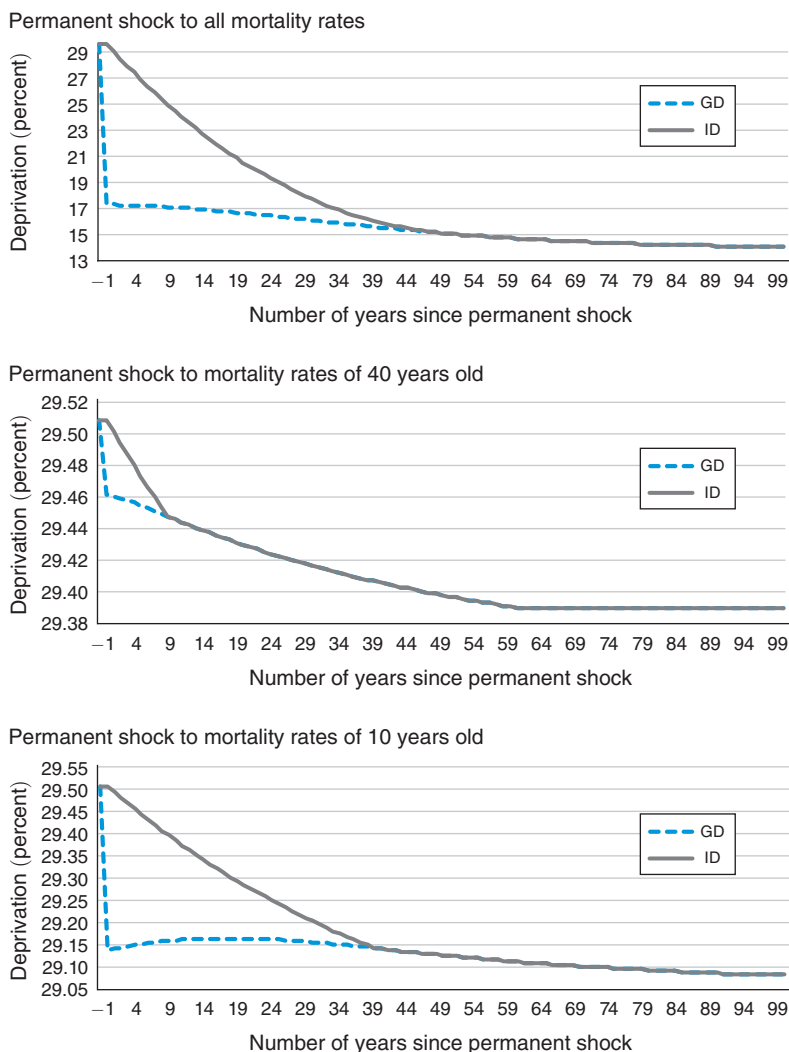 Permanent shock to all mortality rates
Deprivation (percent)
29
27
25
23
21
19
17
15
13
GD
ID
−1 4 9 14 19 24 29 34 39 44 49 54 59 64 69 74 79 84 89 94 99
Number of years since permanent shock
Permanent shock to mortality rates of 40 years old
Deprivation (percent)
29.52
29.50
29.48
29.46
29.44
29.42
29.40
29.38
GD
ID
−1 4 9 14 19 24 29 34 39 44 49 54 59 64 69 74 79 84 89 94 99
Number of years since permanent shock
Permanent shock to mortality rates of 10 years old
Deprivation (percent)
29.55
29.50
29.45
29.40
29.35
29.30
29.25
29.20
29.15
29.10
29.05
GD
ID
−1 4 9 14 19 24 29 34 39 44 49 54 59 64 69 74 79 84 89 94 99
Number of years since permanent shock